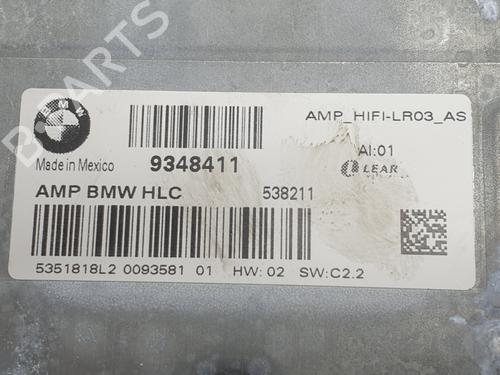 B-PARTS
BMW
AMP_HIFI-LR03_AS
Made in Mexico
9348411
AI:01
LEAR
AMP BMW HLC
538211
5351818L2 0093581 01 HW:02 SW:C2.2